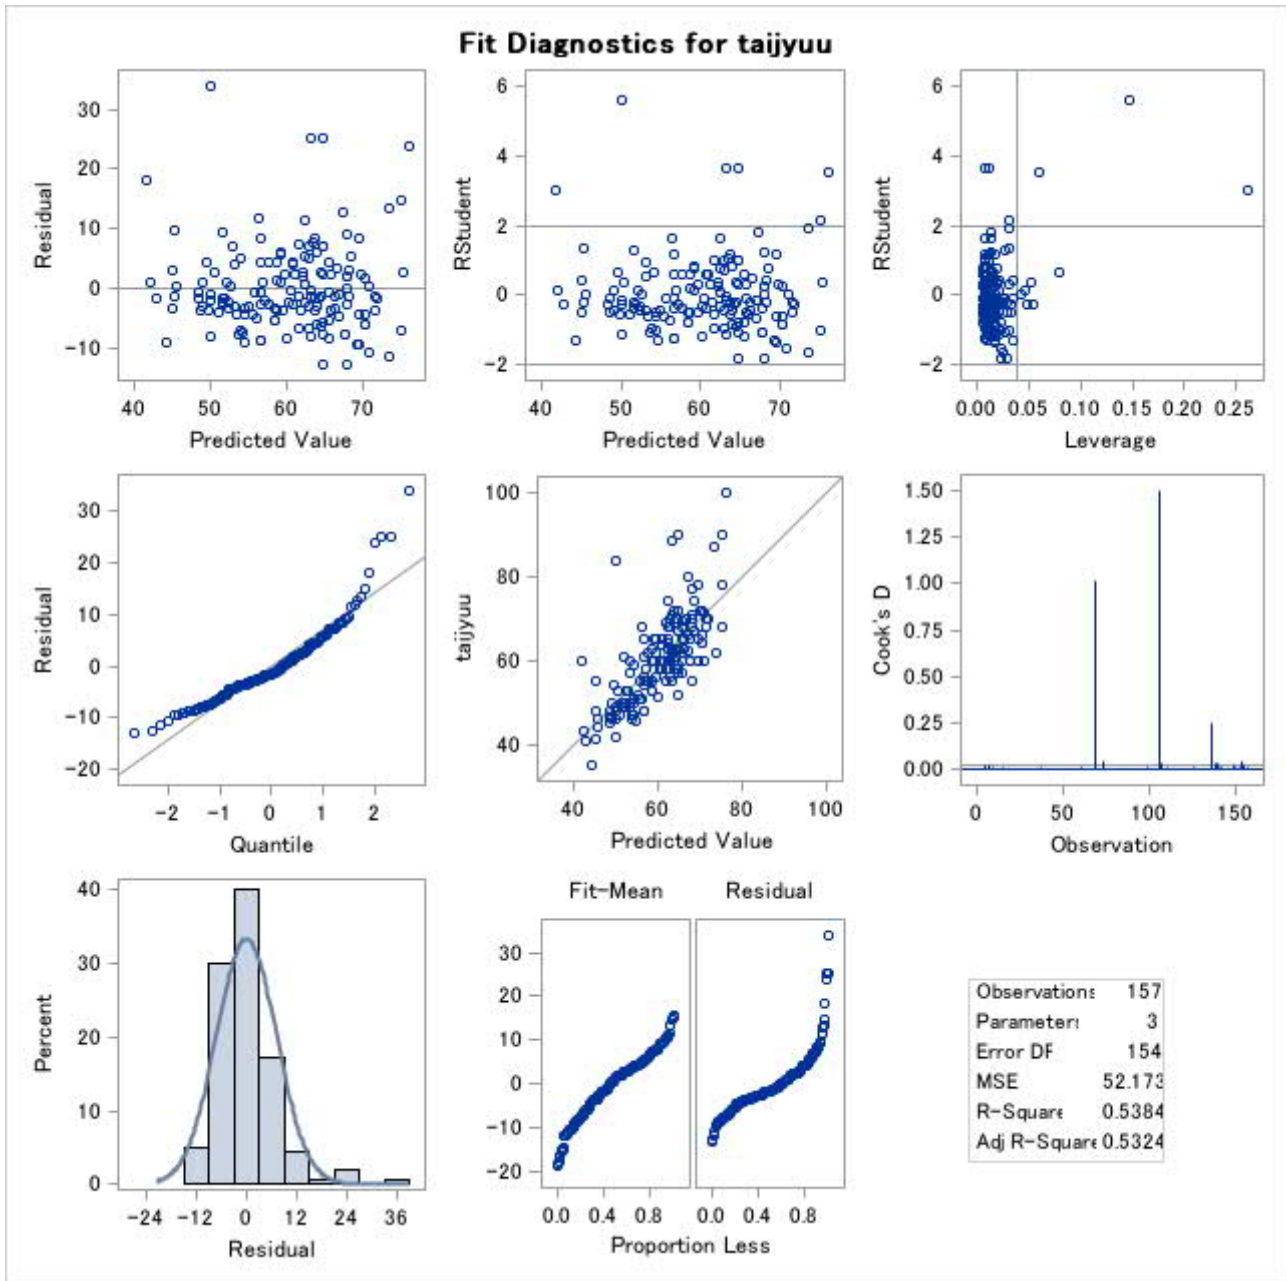 Fit Diagnostics for taijyuu
30
20
10
0
-10
Residual
40 50 60 70
Predicted Value
6
4
2
0
-2
RStudent
40 50 60 70
Predicted Value
6
4
2
0
-2
RStudent
0.00 0.05 0.10 0.15 0.20 0.25
Leverage
30
20
10
0
-10
-20
Residual
-2 -1 0 1 2
Quantile
100
80
60
40
taijyuu
40 60 80 100
Predicted Value
1.50
1.25
1.00
0.75
0.50
0.25
0.00
Cook's D
0 50 100 150
Observation
40
30
20
10
0
Percent
-24 -12 0 12 24 36
Residual
Fit-Mean Residual
30
20
10
0
-10
-20
0.0 0.4 0.8 0.0 0.4 0.8
Proportion Less
Observations 157
Parameters 3
Error DF 154
MSE 52.173
R-Square 0.5384
Adj R-Square 0.5324